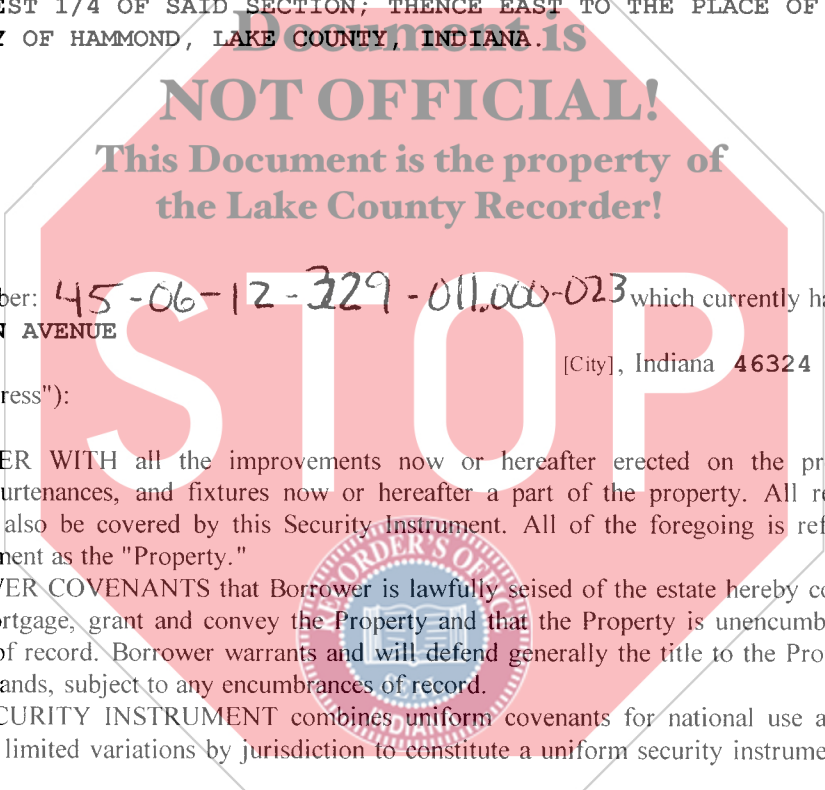 EST 1/4 OF SAID SECTION; THENCE EAST TO THE PLACE OF
Y OF HAMMOND, LAKE COUNTY, INDIANA.
Document is
NOT OFFICIAL!
This Document is the property of
the Lake County Recorder!
STOP
ber: 45-06-12-329-011.000-023 which currently ha
N AVENUE
[City], Indiana 46324
ress"):
ER WITH all the improvements now or hereafter erected on the pr
urtenances, and fixtures now or hereafter a part of the property. All re
also be covered by this Security Instrument. All of the foregoing is ref
ment as the "Property."
VER COVENANTS that Borrower is lawfully seised of the estate hereby co
ortgage, grant and convey the Property and that the Property is unencumb
of record. Borrower warrants and will defend generally the title to the Pro
ands, subject to any encumbrances of record.
CURITY INSTRUMENT combines uniform covenants for national use a
limited variations by jurisdiction to constitute a uniform security instrume
RECORDER'S OFFICE
SEAL
INDIANA